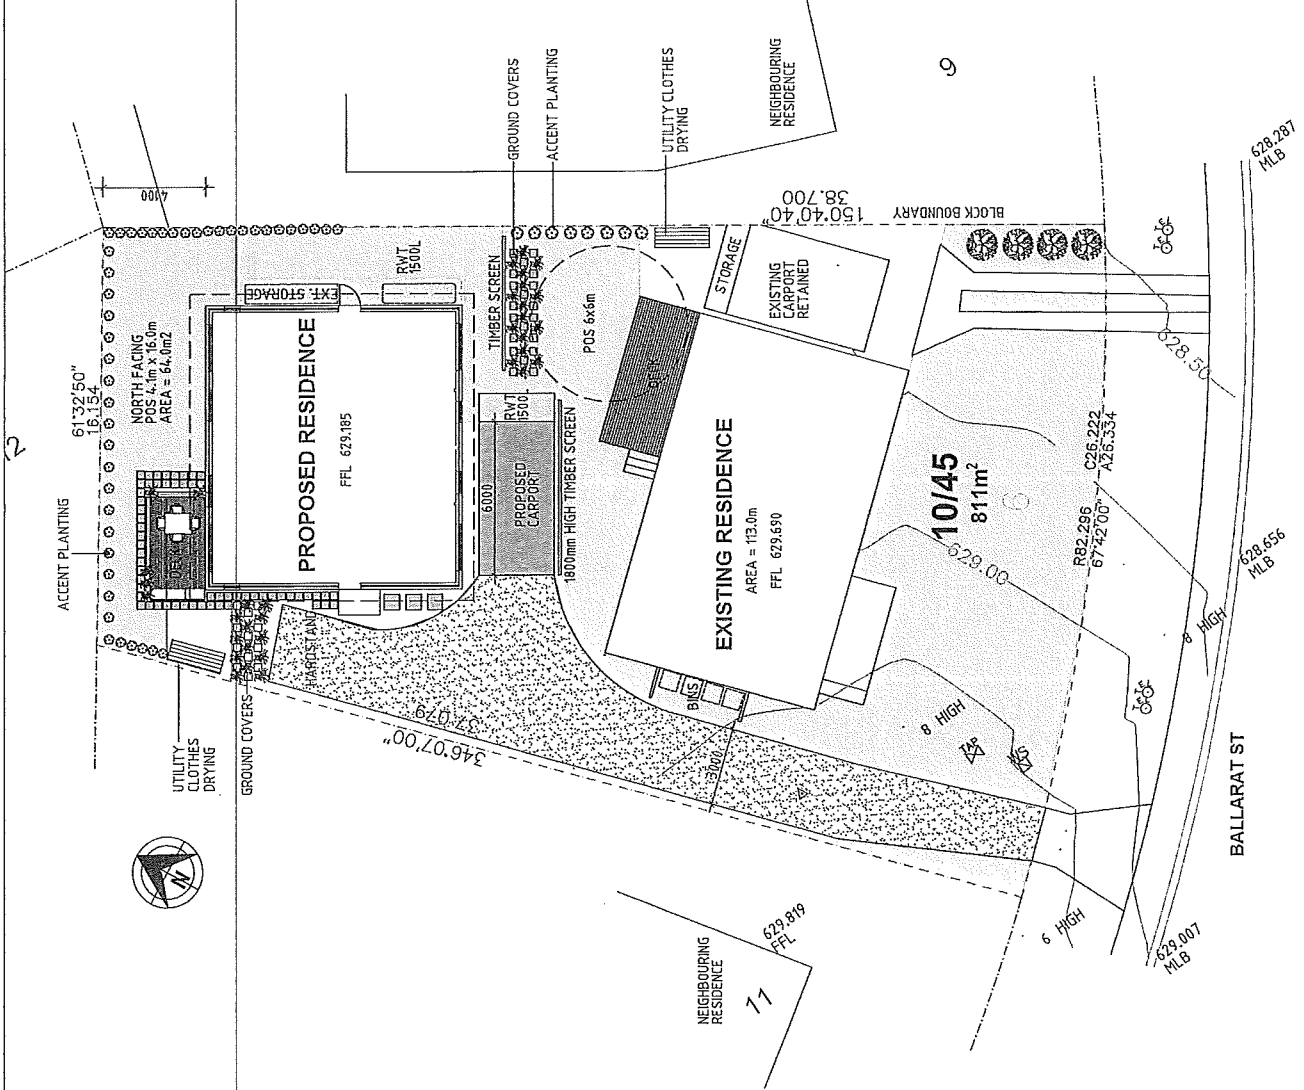 12
61°32'50"
16.154
NORTH FACING
POS 4.1m x 16.0m
AREA = 64.0m2
4100
ACCENT PLANTING
DECK
UTILITY
CLOTHES
DRYING
GROUND COVERS
HARDSTAND
PROPOSED RESIDENCE
FFL 629.185
EXT. STORAGE
RWT
1500L
TIMBER SCREEN
GROUND COVERS
ACCENT PLANTING
UTILITY CLOTHES
DRYING
NEIGHBOURING
RESIDENCE
9
RWT
1500
6000
PROPOSED
CARPORT
1800mm HIGH TIMBER SCREEN
POS 6x6m
DECK
STORAGE
EXISTING
CARPORT
RETAINED
150°40'40"
38.700
BLOCK BOUNDARY
EXISTING RESIDENCE
AREA = 113.0m
FFL 629.690
BINS
3000
346°07'00"
37.079
N
10/45
811m²
629.00
628.50
C26.222
A26.334
R82.296
67°42'00"
8 HIGH
8 HIGH
6 HIGH
TAP
WS
628.287
MLB
628.656
MLB
629.007
MLB
BALLARAT ST
NEIGHBOURING
RESIDENCE
11
629.819
FFL